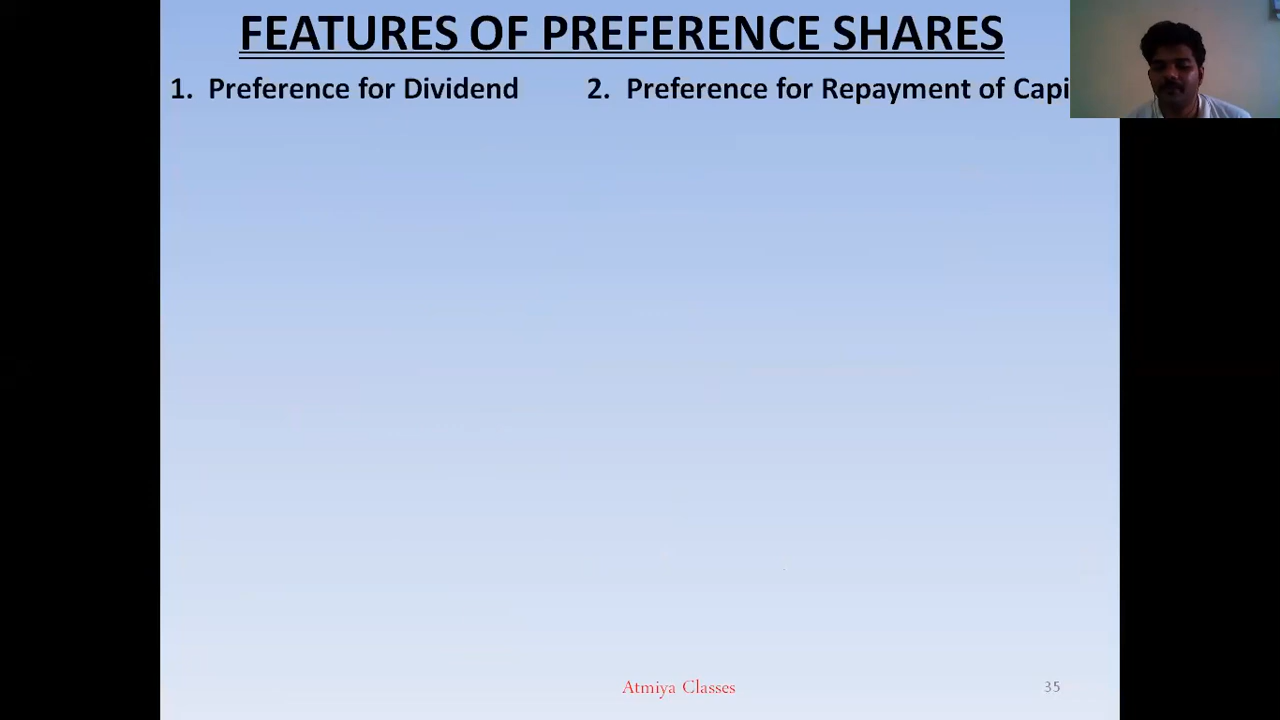 FEATURES OF PREFERENCE SHARES
1. Preference for Dividend
2. Preference for Repayment of Capi
Atmiya Classes
35